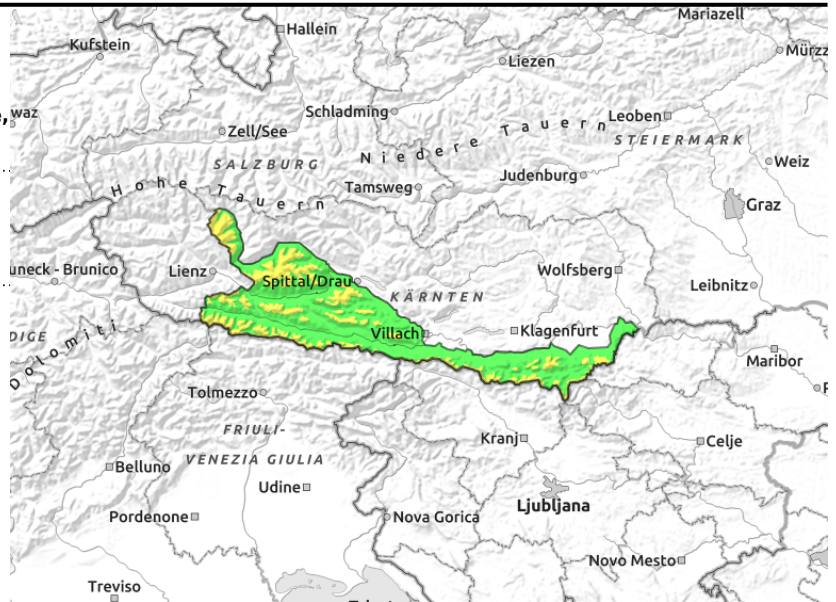 Mariazell
Hallein
Kufstein
Mürzz
Liezen
,waz
Schladming
Leoben
Zell/See
Niedere Tauern
STEIERMARK
SALZBURG
Weiz
Hohe Tauern
Tamsweg
Judenburg
Graz
uneck - Brunico
Lienz
Spittal/Drau
Wolfsberg
Leibnitz
KÄRNTEN
DIGE
Dolomiti
Villach
Klagenfurt
Maribor
Tolmezzo
FRIULI-
VENEZIA GIULIA
Kranj
Celje
Belluno
Udine
Ljubljana
Pordenone
Nova Gorica
Novo Mesto
Treviso